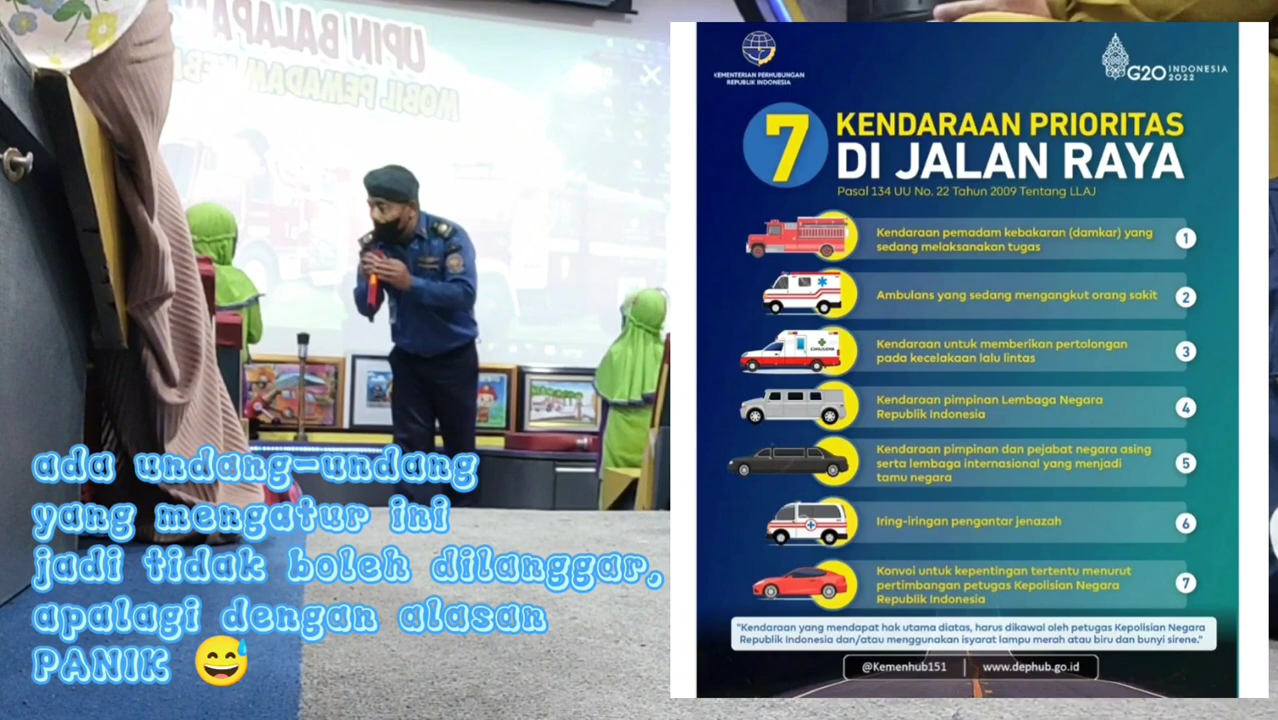 UPIN BALAPA
MOBIL PEMADAM KEBA
ada undang-undang
yang mengatur ini
jadi tidak boleh dilanggar,
apalagi dengan alasan
PANIK 😅
KEMENTERIAN PERHUBUNGAN
REPUBLIK INDONESIA
G20 INDONESIA
2022
7
KENDARAAN PRIORITAS
DI JALAN RAYA
Pasal 134 UU No. 22 Tahun 2009 Tentang LLAJ
Kendaraan pemadam kebakaran (damkar) yang
sedang melaksanakan tugas
1
Ambulans yang sedang mengangkut orang sakit
2
Kendaraan untuk memberikan pertolongan
pada kecelakaan lalu lintas
3
Kendaraan pimpinan Lembaga Negara
Republik Indonesia
4
Kendaraan pimpinan dan pejabat negara asing
serta lembaga internasional yang menjadi
tamu negara
5
Iring-iringan pengantar jenazah
6
Konvoi untuk kepentingan tertentu menurut
pertimbangan petugas Kepolisian Negara
Republik Indonesia
7
"Kendaraan yang mendapat hak utama diatas, harus dikawal oleh petugas Kepolisian Negara
Republik Indonesia dan/atau menggunakan isyarat lampu merah atau biru dan bunyi sirene."
@Kemenhub151 | www.dephub.go.id